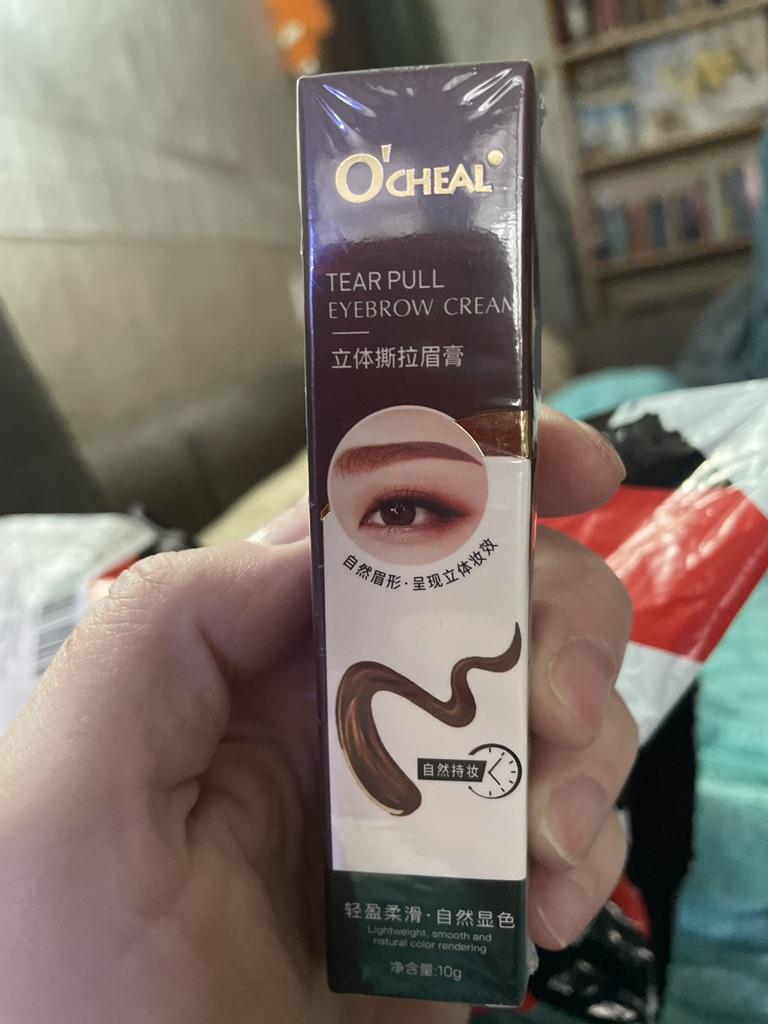 O'CHEAL
TEAR PULL
EYEBROW CREAM
立体撕拉眉膏
自然眉形·呈现立体妆效
自然持妆
轻盈柔滑·自然显色
Lightweight, smooth and
natural color rendering
净含量:10g